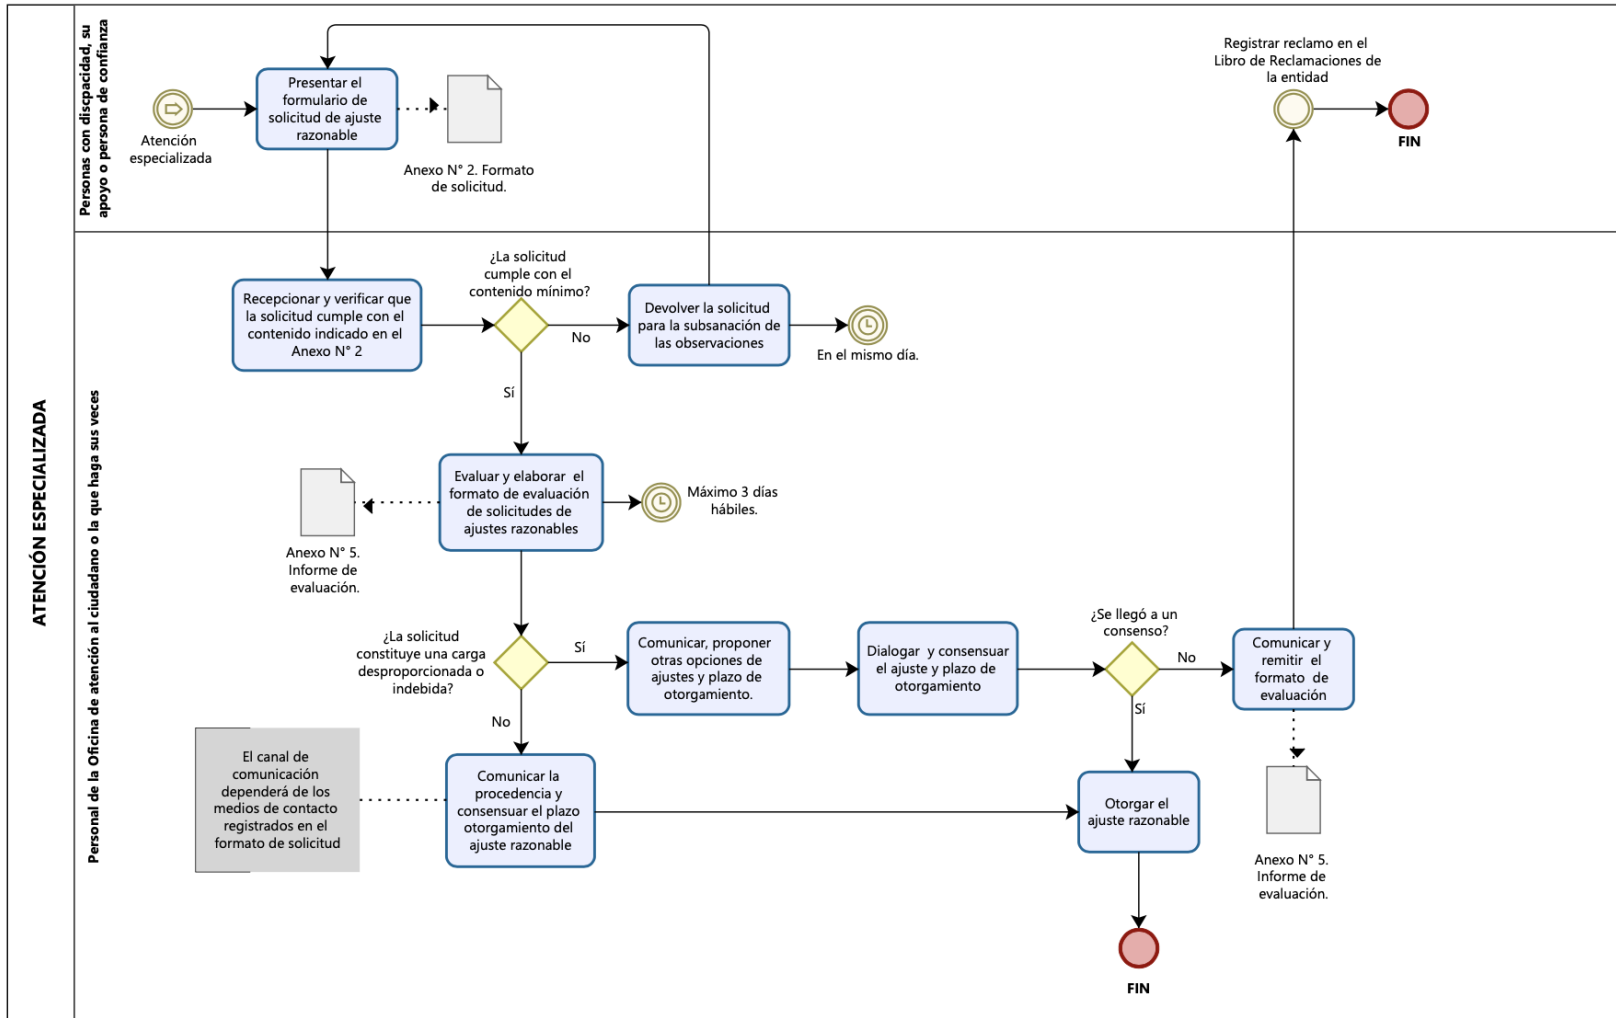 ATENCIÓN ESPECIALIZADA
Personas con discpacidad, su
apoyo o persona de confianza
Atención
especializada
Presentar el
formulario de
solicitud de ajuste
razonable
Anexo N° 2. Formato
de solicitud.
Registrar reclamo en el
Libro de Reclamaciones de
la entidad
FIN
Personal de la Oficina de atención al ciudadano o la que haga sus veces
Recepcionar y verificar que
la solicitud cumple con el
contenido indicado en el
Anexo N° 2
¿La solicitud
cumple con el
contenido mínimo?
No
Devolver la solicitud
para la subsanación de
las observaciones
En el mismo día.
Sí
Evaluar y elaborar el
formato de evaluación
de solicitudes de
ajustes razonables
Máximo 3 días
hábiles.
Anexo N° 5.
Informe de
evaluación.
¿La solicitud
constituye una carga
desproporcionada o
indebida?
Sí
Comunicar, proponer
otras opciones de
ajustes y plazo de
otorgamiento.
Dialogar y consensuar
el ajuste y plazo de
otorgamiento
¿Se llegó a un
consenso?
No
Comunicar y
remitir el
formato de
evaluación
No
Sí
El canal de
comunicación
dependerá de los
medios de contacto
registrados en el
formato de solicitud
Comunicar la
procedencia y
consensuar el plazo
otorgamiento del
ajuste razonable
Otorgar el
ajuste razonable
Anexo N° 5.
Informe de
evaluación.
FIN